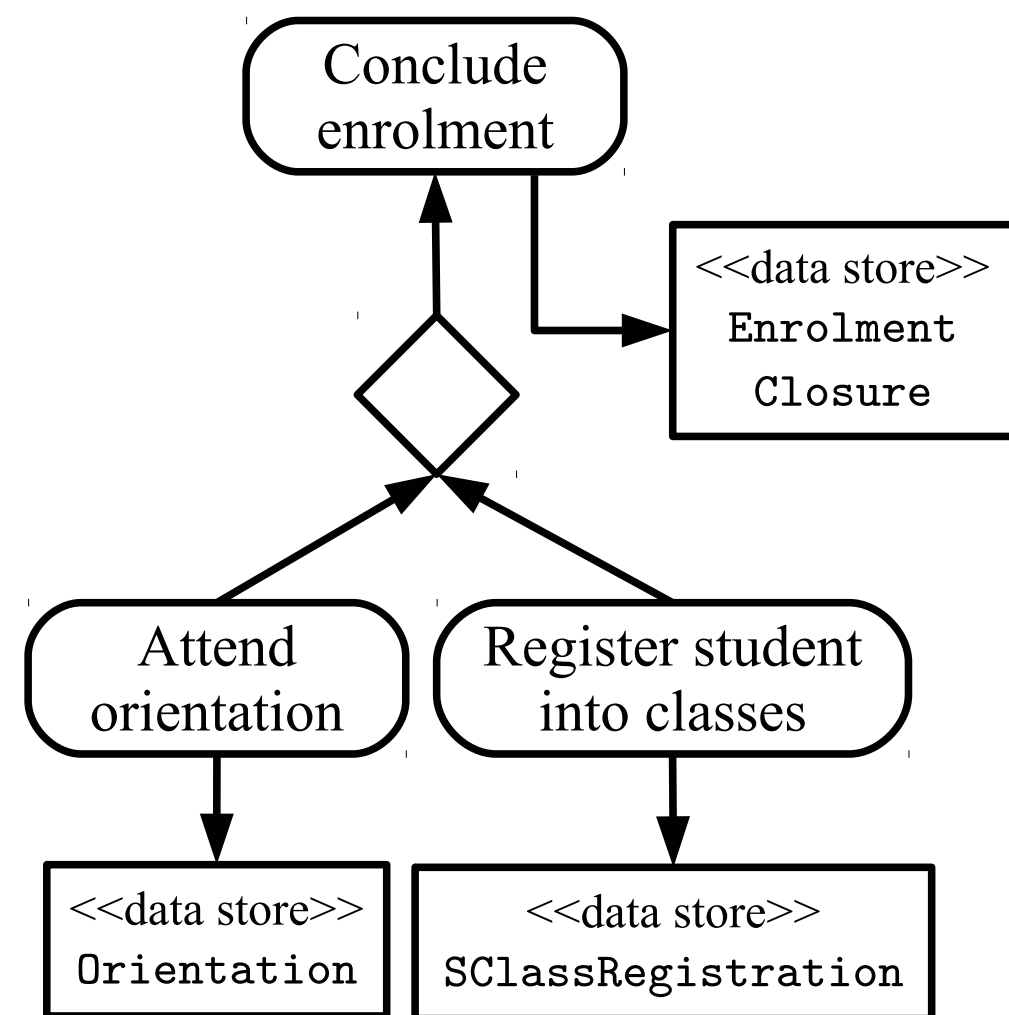 Conclude
enrolment
<<data store>>
Enrolment
Closure
Attend
orientation
Register student
into classes
<<data store>>
Orientation
<<data store>>
SClassRegistration